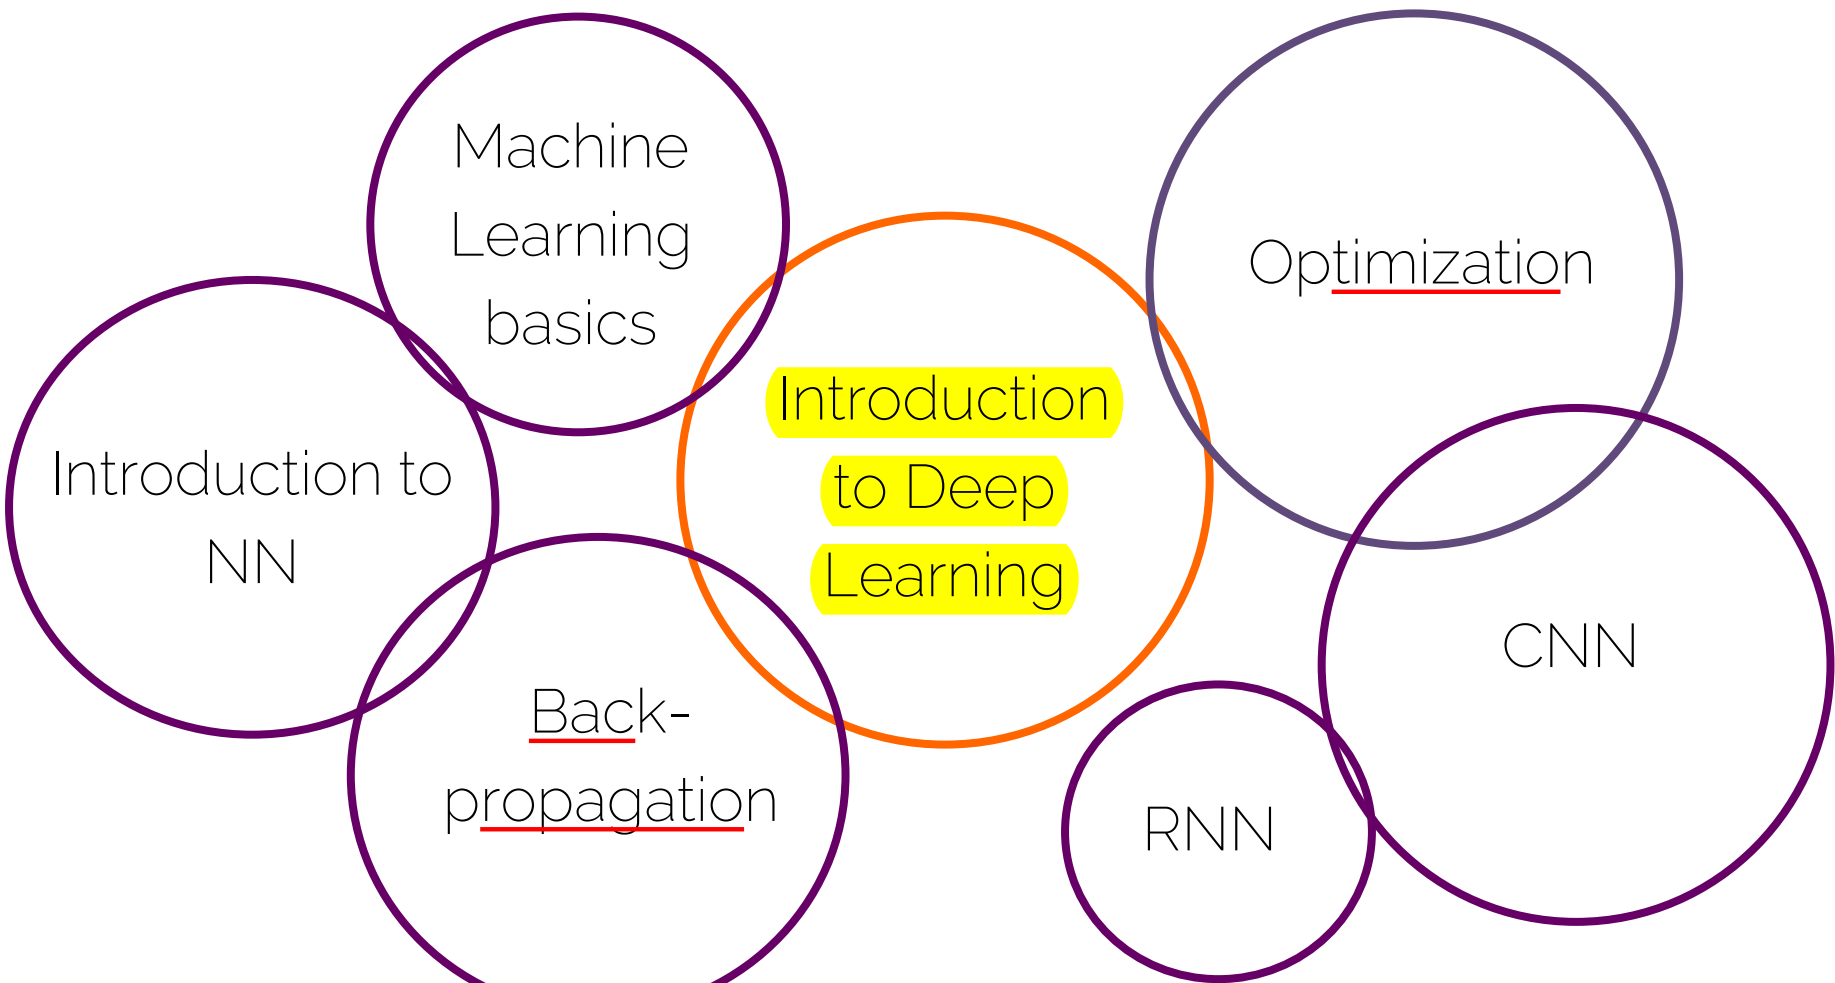 Machine
Learning
basics
Optimization
Introduction
to Deep
Learning
Introduction to
NN
CNN
Back-
propagation
RNN